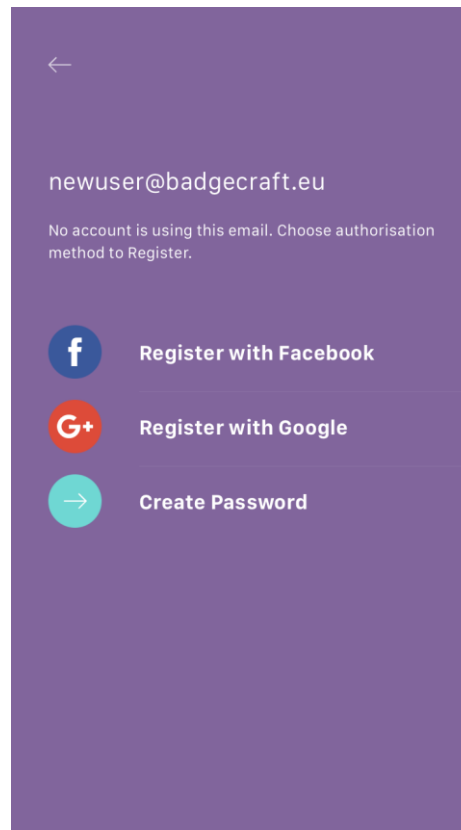 newuser@badgecraft.eu
No account is using this email. Choose authorisation
method to Register.
f
Register with Facebook
G+
Register with Google
Create Password